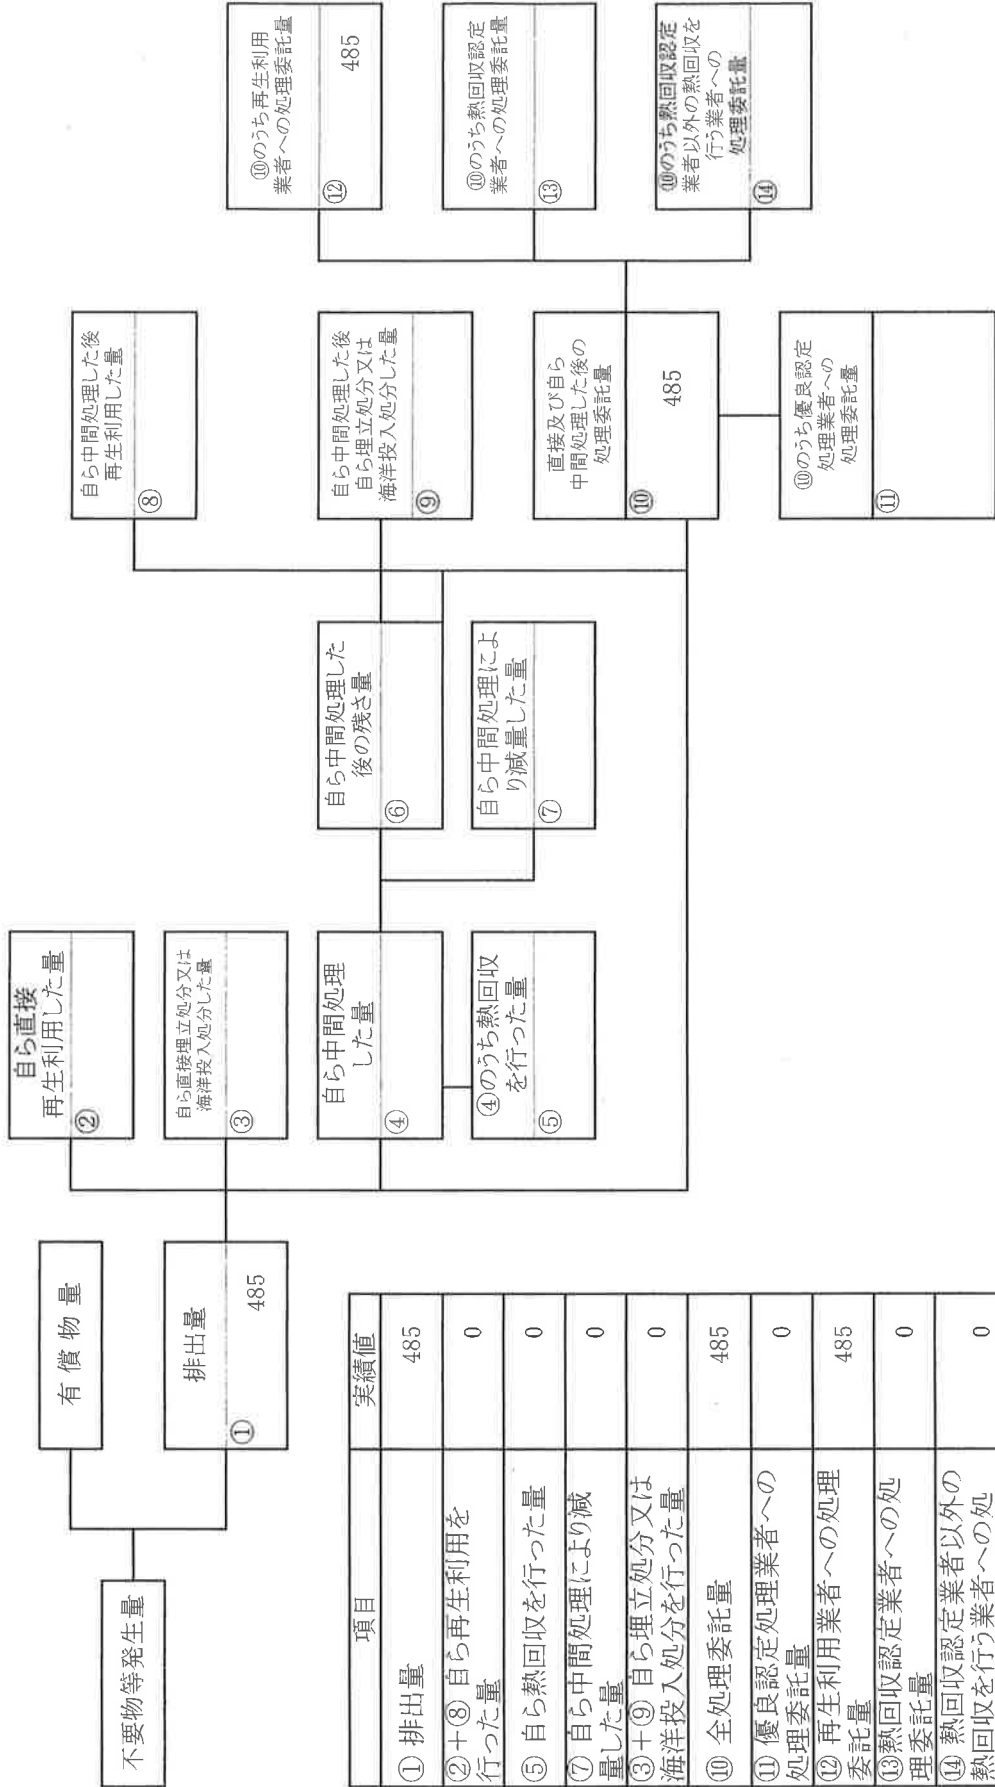 不要物等発生量
有償物量
排出量
①
485
自ら直接
再生利用した量
②
自ら直接埋立処分又は
海洋投入処分した量
③
自ら中間処理
した量
④
④のうち熱回収
を行った量
⑤
自ら中間処理した
後の残さ量
⑥
自ら中間処理によ
り減量した量
⑦
自ら中間処理した後
再生利用した量
⑧
自ら中間処理した後
自ら埋立処分又は
海洋投入処分した量
⑨
直接及び自ら
中間処理した後の
処理委託量
⑩
485
⑩のうち優良認定
処理業者への
処理委託量
⑪
⑩のうち再生利用
業者への処理委託量
⑫
485
⑩のうち熱回収認定
業者への処理委託量
⑬
⑩のうち熱回収認定
業者以外の熱回収を
行う業者への
処理委託量
⑭
項目 実績値
① 排出量 485
②+⑧ 自ら再生利用を
行った量 0
⑤ 自ら熱回収を行った量 0
⑦ 自ら中間処理により減
量した量 0
③+⑨ 自ら埋立処分又は
海洋投入処分を行った量 0
⑩ 全処理委託量 485
⑪ 優良認定処理業者への
処理委託量 0
⑫ 再生利用業者への処理
委託量 485
⑬熱回収認定業者への処
理委託量 0
⑭ 熱回収認定業者以外の
熱回収を行う業者への処 0